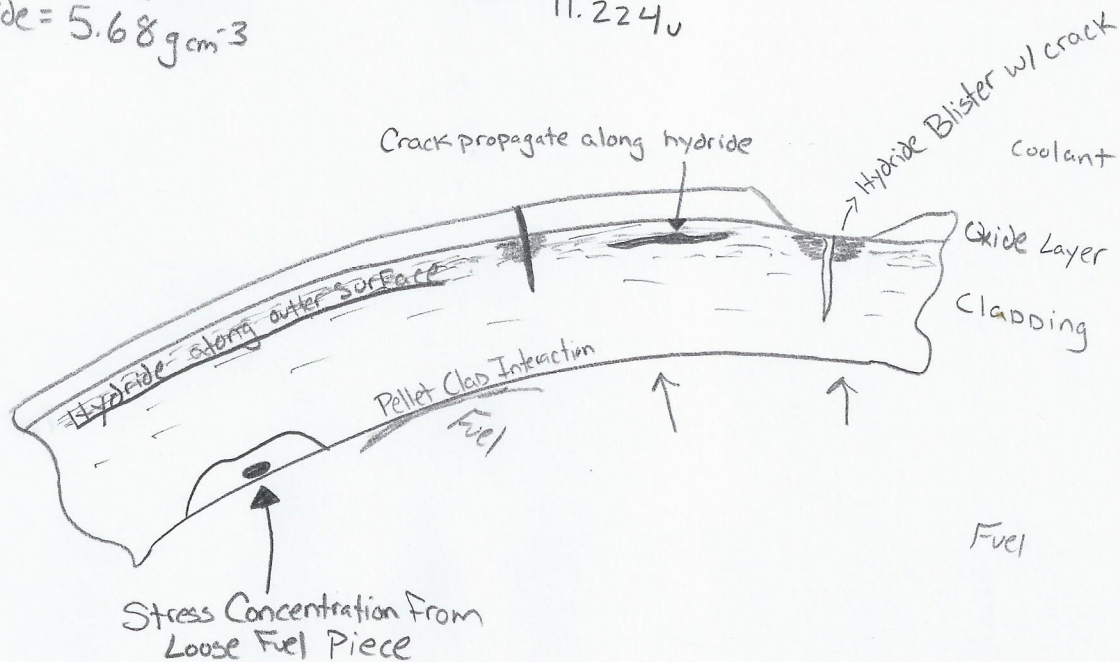 de = 5.68 g cm-3
11.224u
Hydride Blister w/ crack
Crack propagate along hydride
Coolant
Oxide Layer
Cladding
Hydride along outter surface
Pellet Clad Interaction
Fuel
Fuel
Stress Concentration From
Loose Fuel Piece